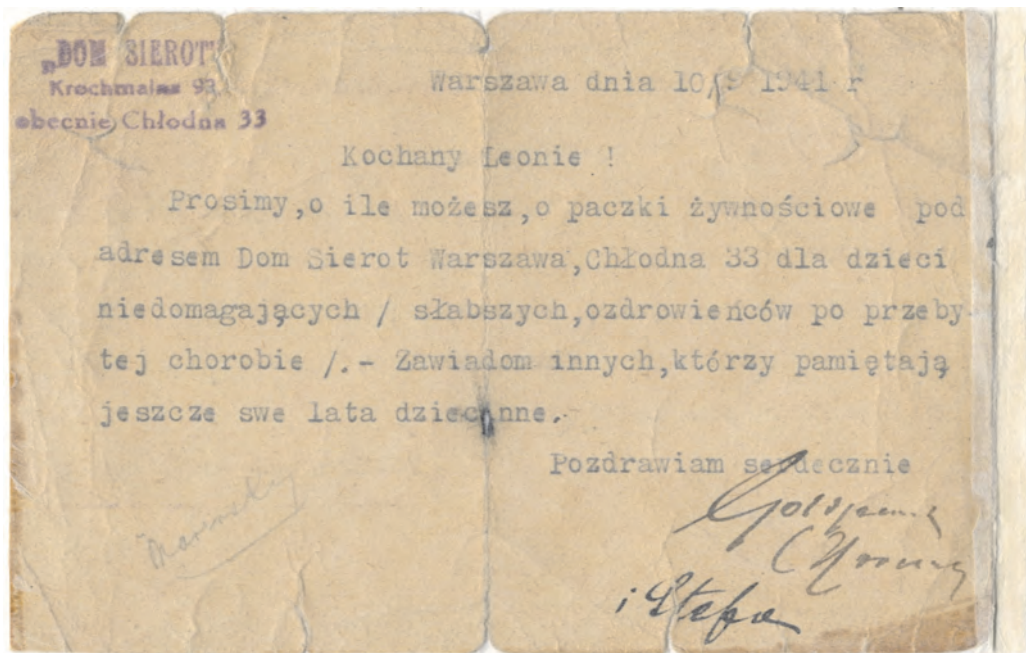 „DOM SIEROT"
Krochmalna 92
obecnie Chłodna 33
Warszawa dnia 10/9 1941 r
Kochany Leonie !
Prosimy,o ile możesz,o paczki żywnościowe pod
adresem Dom Sierot Warszawa,Chłodna 33 dla dzieci
niedomagających / słabszych,ozdrowieńców po przeby-
tej chorobie /.- Zawiadom innych,którzy pamiętają
jeszcze swe lata dziecinne.
Pozdrawiam serdecznie
i Stefa